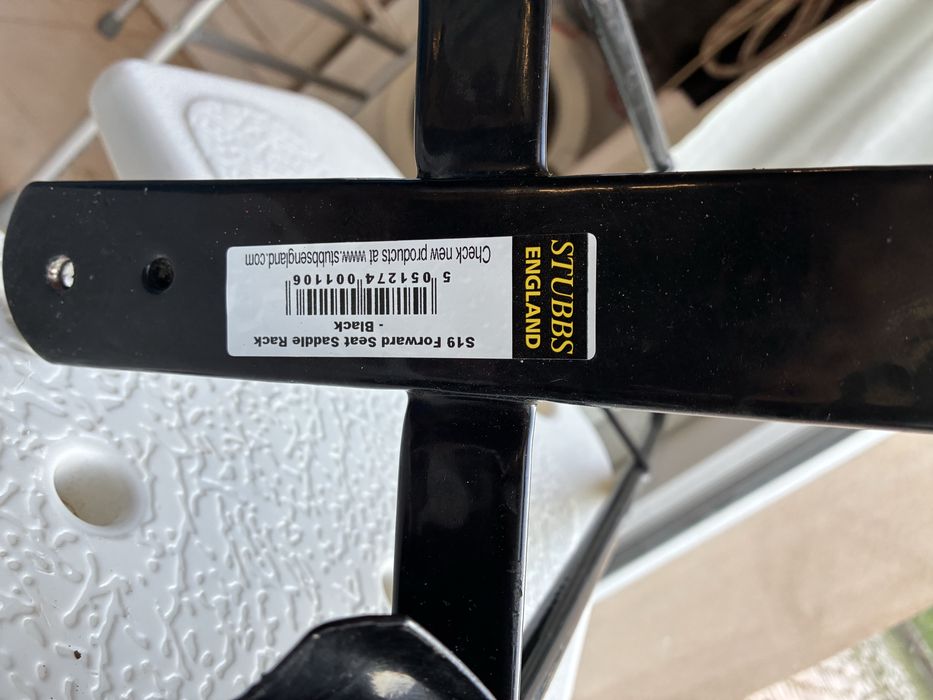 S19 Forward Seat Saddle Rack
- Black
5 051274 001106
Check new products at www.stubbsengland.com
STUBBS
ENGLAND